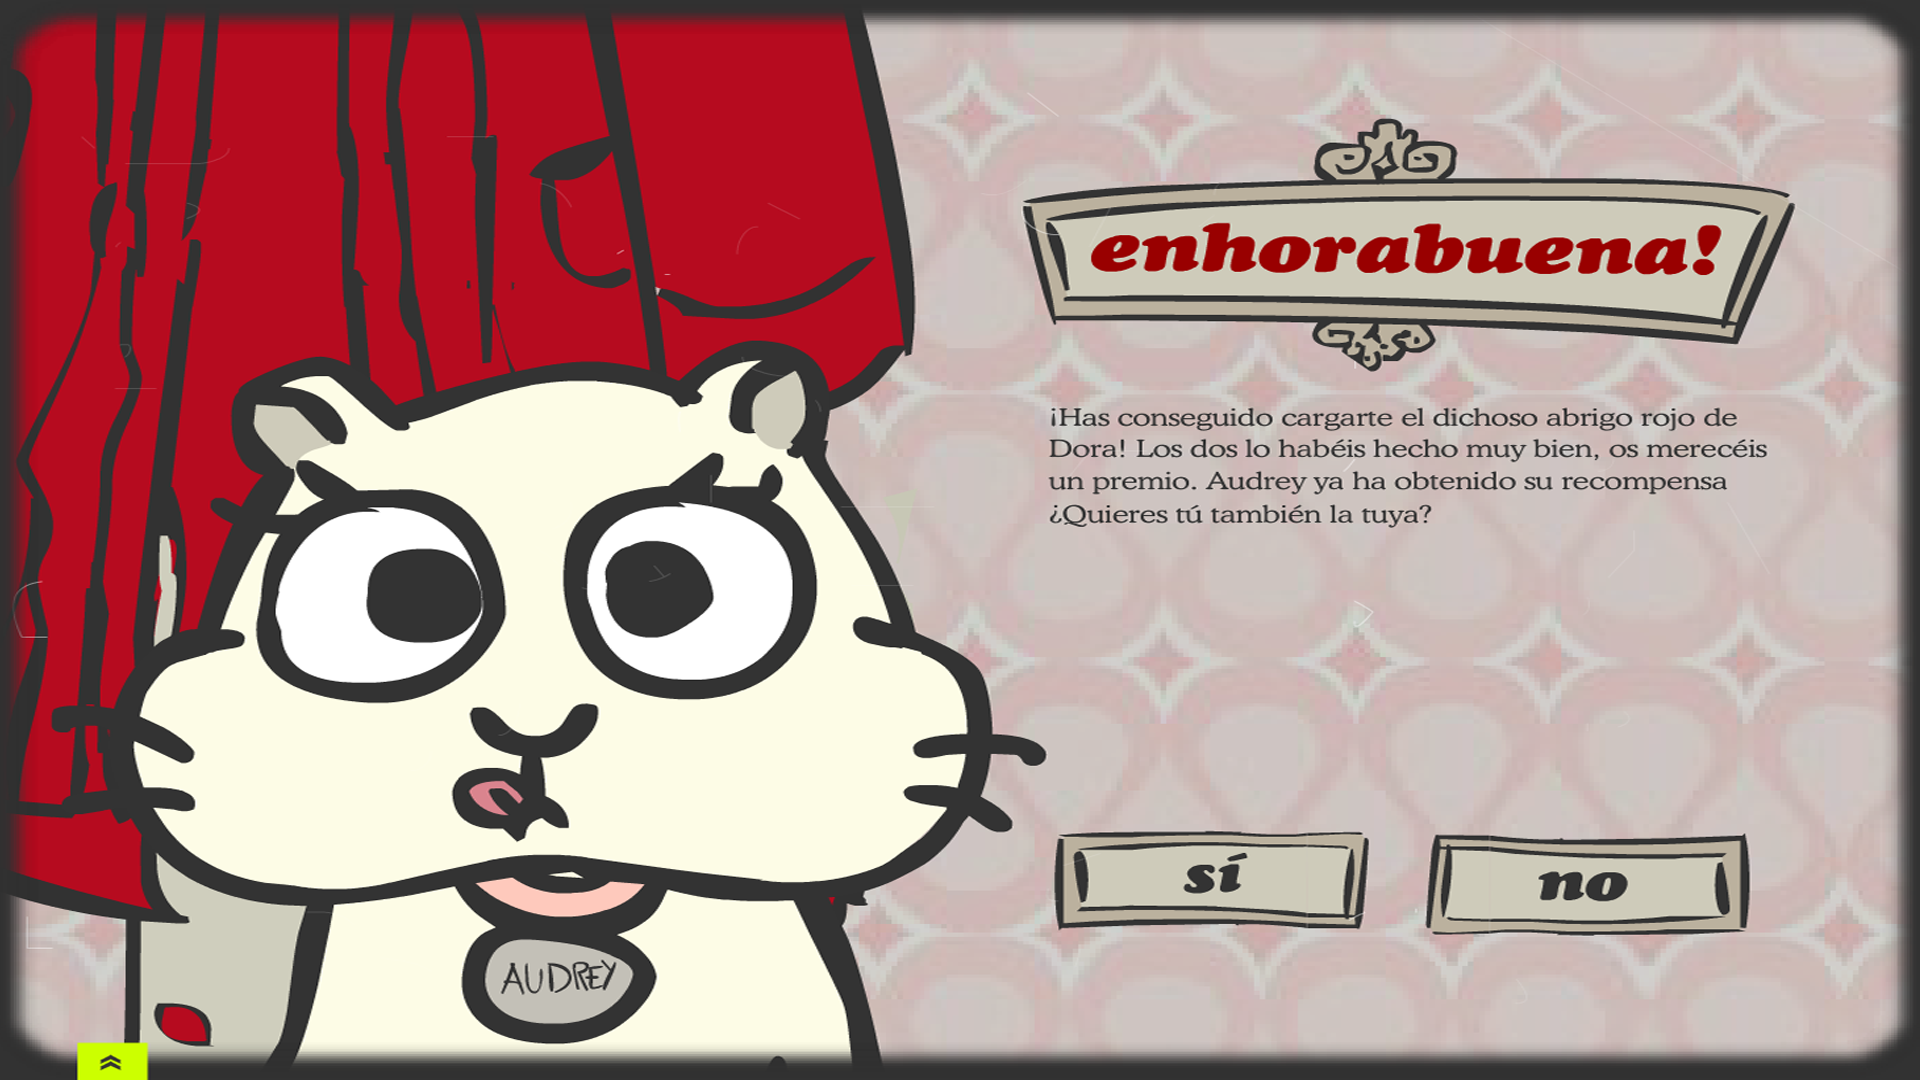 enhorabuena!
¡Has conseguido cargarte el dichoso abrigo rojo de
Dora! Los dos lo habéis hecho muy bien, os merecéis
un premio. Audrey ya ha obtenido su recompensa
¿Quieres tú también la tuya?
sí
no
AUDREY